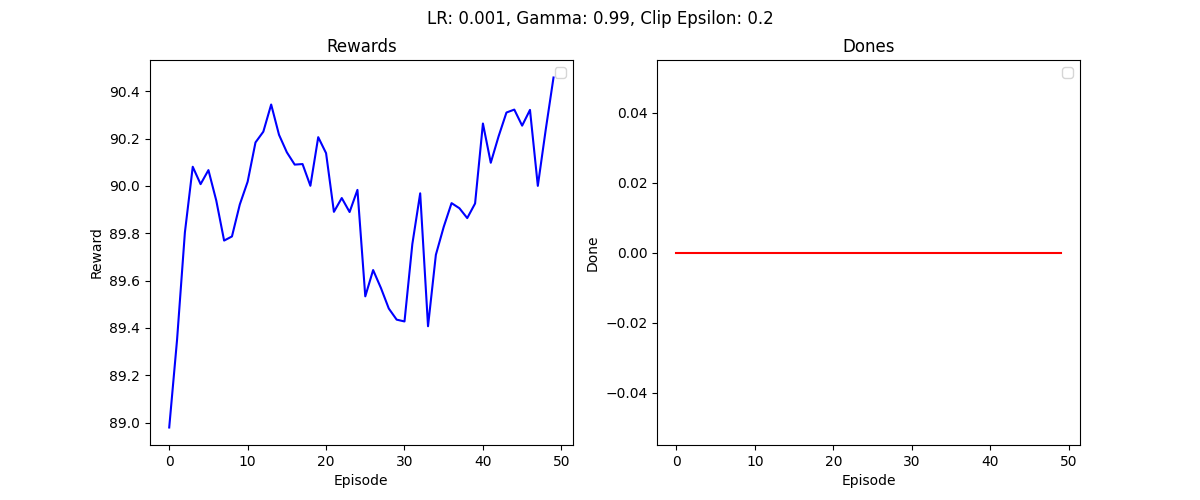 LR: 0.001, Gamma: 0.99, Clip Epsilon: 0.2
Rewards
Reward
90.4
90.2
90.0
89.8
89.6
89.4
89.2
89.0
0 10 20 30 40 50
Episode
Dones
Done
0.04
0.02
0.00
−0.02
−0.04
0 10 20 30 40 50
Episode